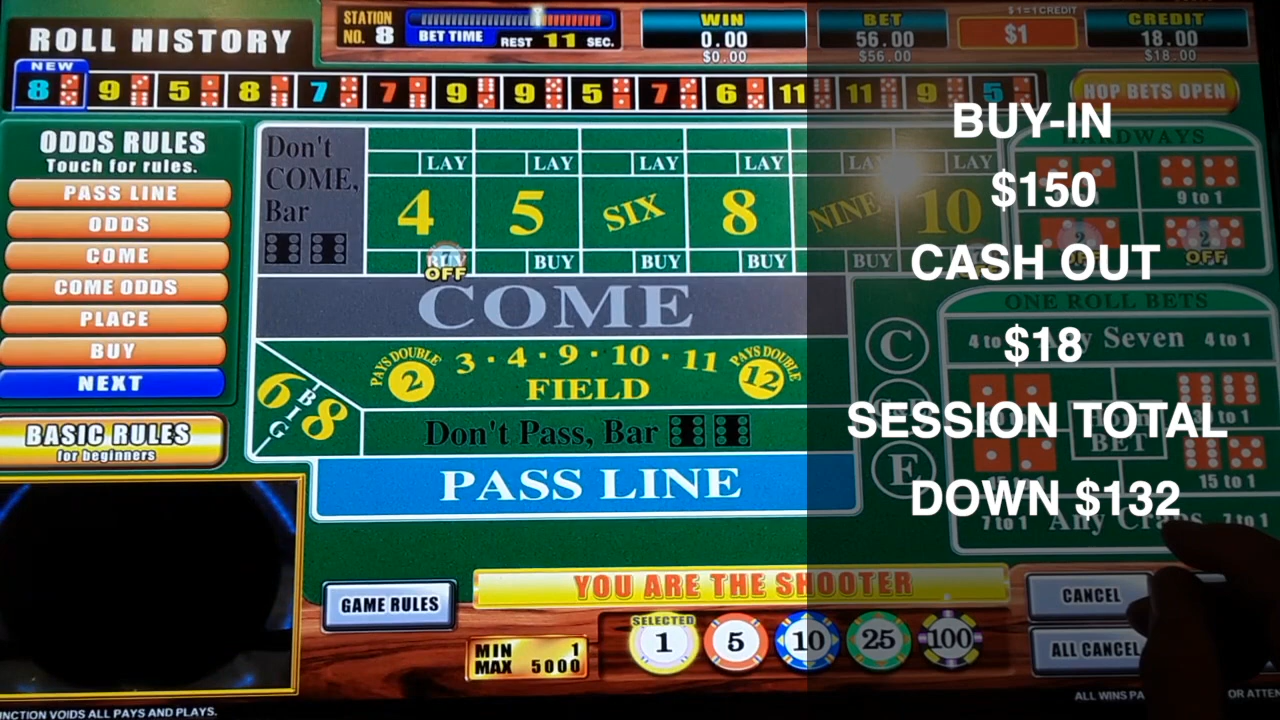 ROLL HISTORY
STATION NO. 8
BET TIME REST 11 SEC.
WIN
0.00
$0.00
BET
56.00
$56.00
$1=1CREDIT
$1
CREDIT
18.00
$18.00
NEW
8 9 5 8 7 7 9 9 5 7 6 11 11 9 5
HOP BETS OPEN
ODDS RULES
Touch for rules.
PASS LINE
ODDS
COME
COME ODDS
PLACE
BUY
NEXT
BASIC RULES
for beginners
Don't
COME,
Bar
LAY LAY LAY LAY LAY LAY
4 5 SIX 8 NINE 10
BUY BUY BUY BUY BUY
OFF
COME
PAYS DOUBLE
2
3 · 4 · 9 · 10 · 11
PAYS DOUBLE
12
FIELD
6 BIG 8
Don't Pass, Bar
PASS LINE
HARDWAYS
9 to 1
2 2
OFF OFF
ONE ROLL BETS
4 to 1 Any Seven 4 to 1
C
E
BET
15 to 1
7 to 1 Any Craps 7 to 1
BUY-IN
$150
CASH OUT
$18
SESSION TOTAL
DOWN $132
YOU ARE THE SHOOTER
GAME RULES
MIN 1
MAX 5000
SELECTED
1 5 10 25 100
CANCEL
ALL CANCEL
NCTION VOIDS ALL PAYS AND PLAYS.
ALL WINS PA
OR ATTEN